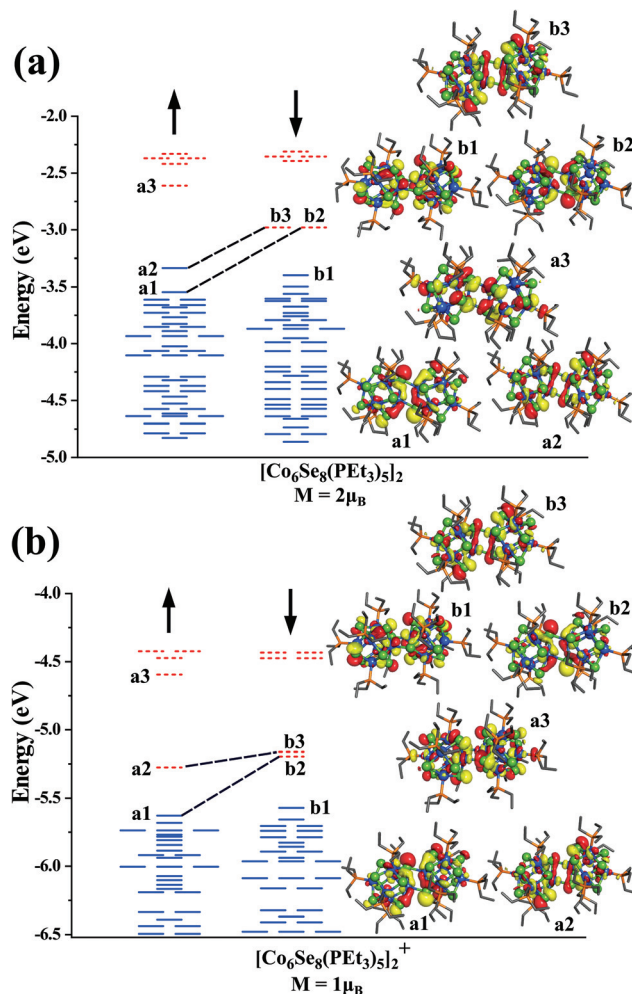 (a)
b3
-2.0
-2.5
a3
b1
b2
-3.0
b3 b2
a2
a3
b1
-3.5
a1
Energy (eV)
-4.0
-4.5
a1
a2
-5.0
[Co₆Se₈(PEt₃)₅]₂
M = 2μ_B
(b)
b3
-4.0
-4.5
a3
b1
b2
-5.0
b3
a2
b2
a3
Energy (eV)
-5.5
a1
b1
-6.0
-6.5
a1
a2
[Co₆Se₈(PEt₃)₅]₂⁺
M = 1μ_B